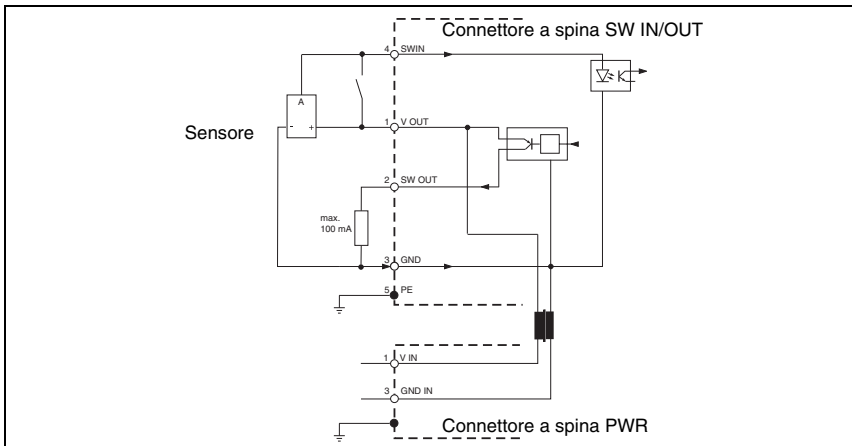 Connettore a spina SW IN/OUT
4 SWIN
A
Sensore
- +
1 V OUT
2 SW OUT
max.
100 mA
3 GND
5 PE
1 V IN
3 GND IN
Connettore a spina PWR